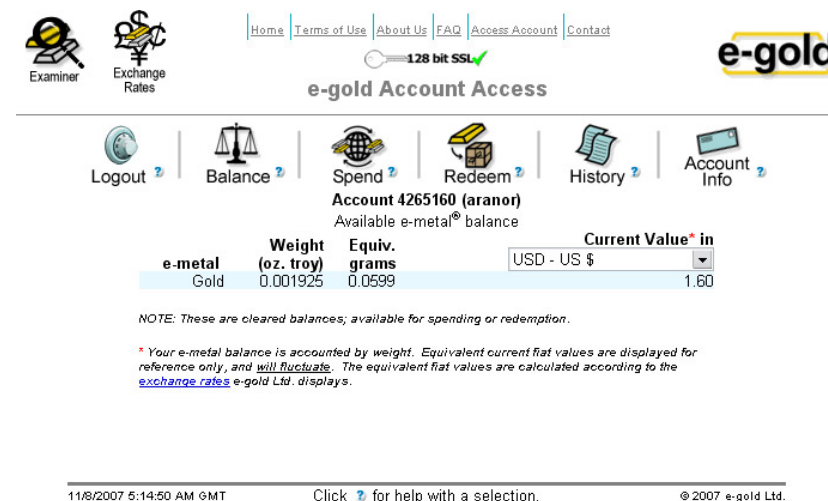 Home Terms of Use About Us FAQ Access Account Contact
128 bit SSL
e-gold
Examiner
Exchange
Rates
e-gold Account Access
Logout ? Balance ? Spend ? Redeem ? History ? Account
Info ?
Account 4265160 (aranor)
Available e-metal® balance
Current Value* in
Weight Equiv.
e-metal (oz. troy) grams USD - US $
Gold 0.001925 0.0599 1.60
NOTE: These are cleared balances; available for spending or redemption.
* Your e-metal balance is accounted by weight. Equivalent current fiat values are displayed for
reference only, and will fluctuate. The equivalent fiat values are calculated according to the
exchange rates e-gold Ltd. displays.
11/8/2007 5:14:50 AM GMT Click ? for help with a selection. © 2007 e-gold Ltd.